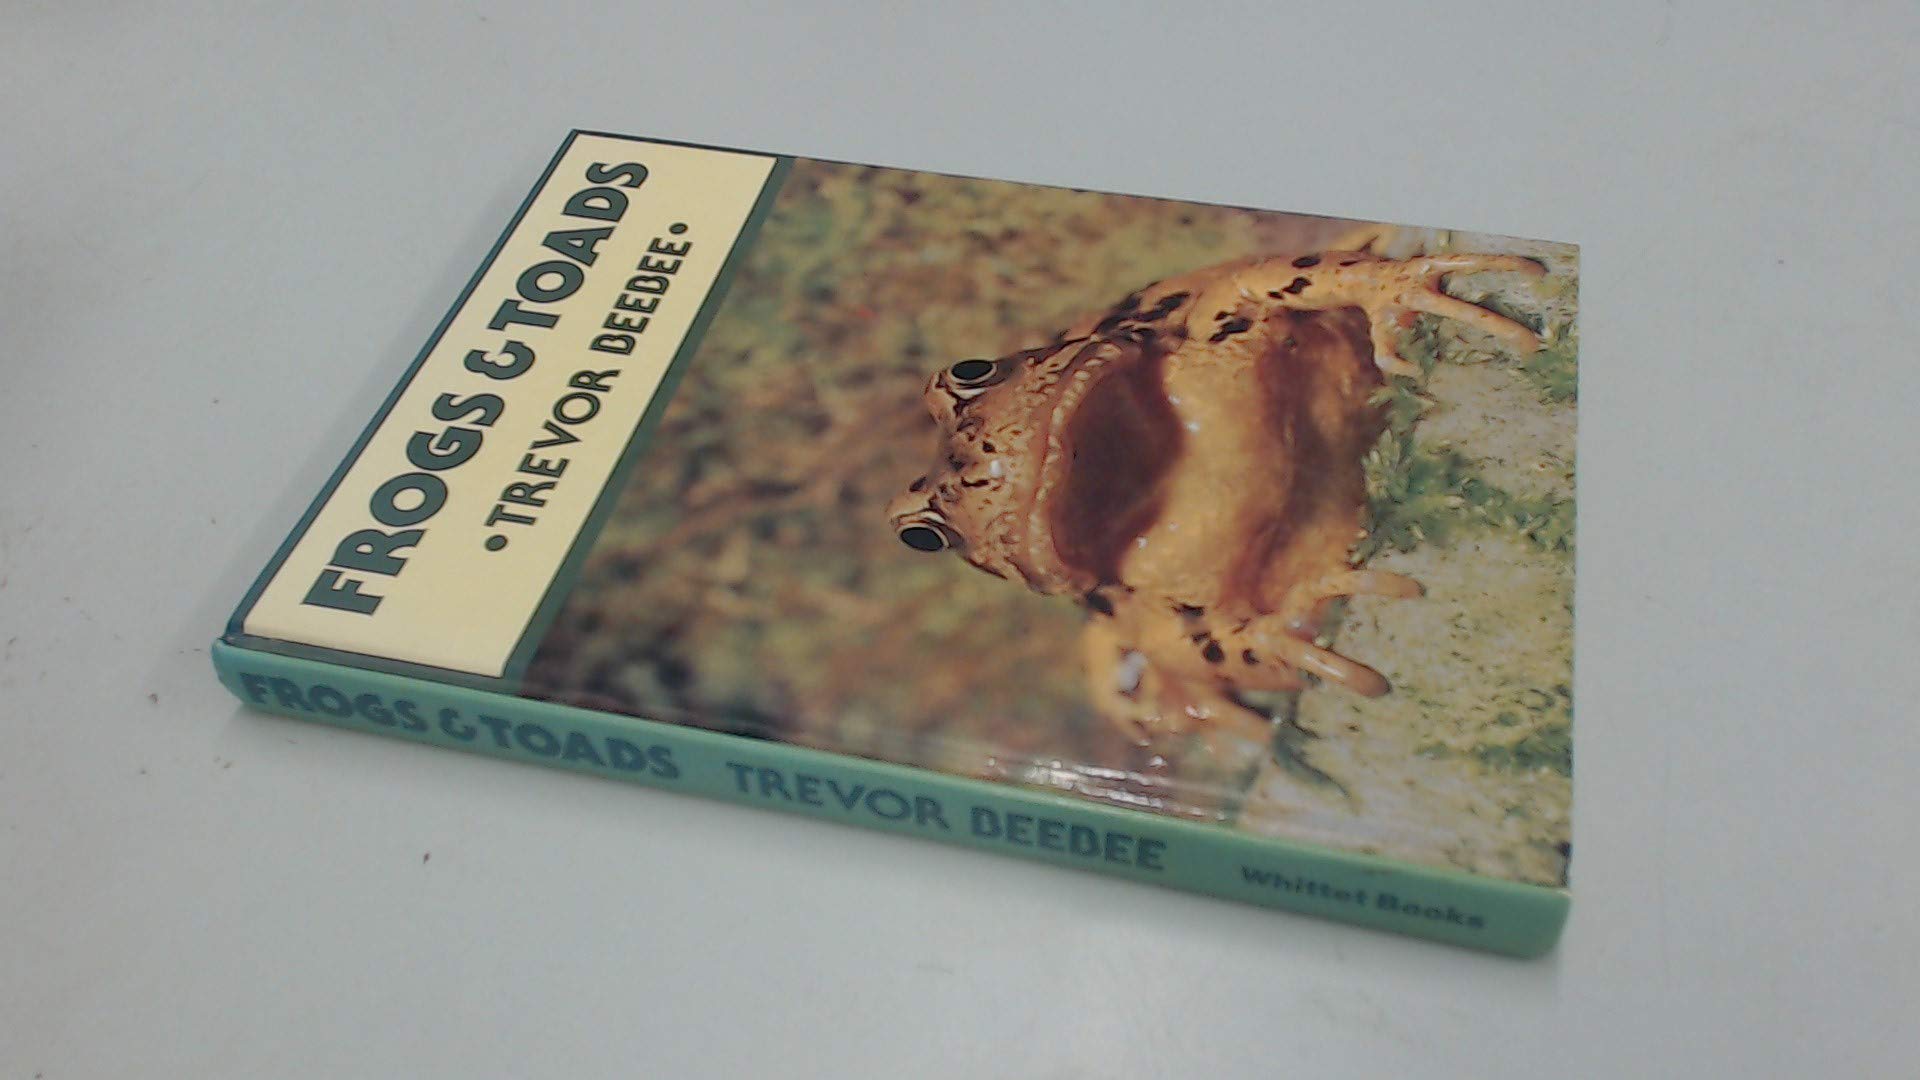 FROGS & TOADS
•TREVOR BEEBEE•
FROGS & TOADS TREVOR BEEBEE Whittet Books